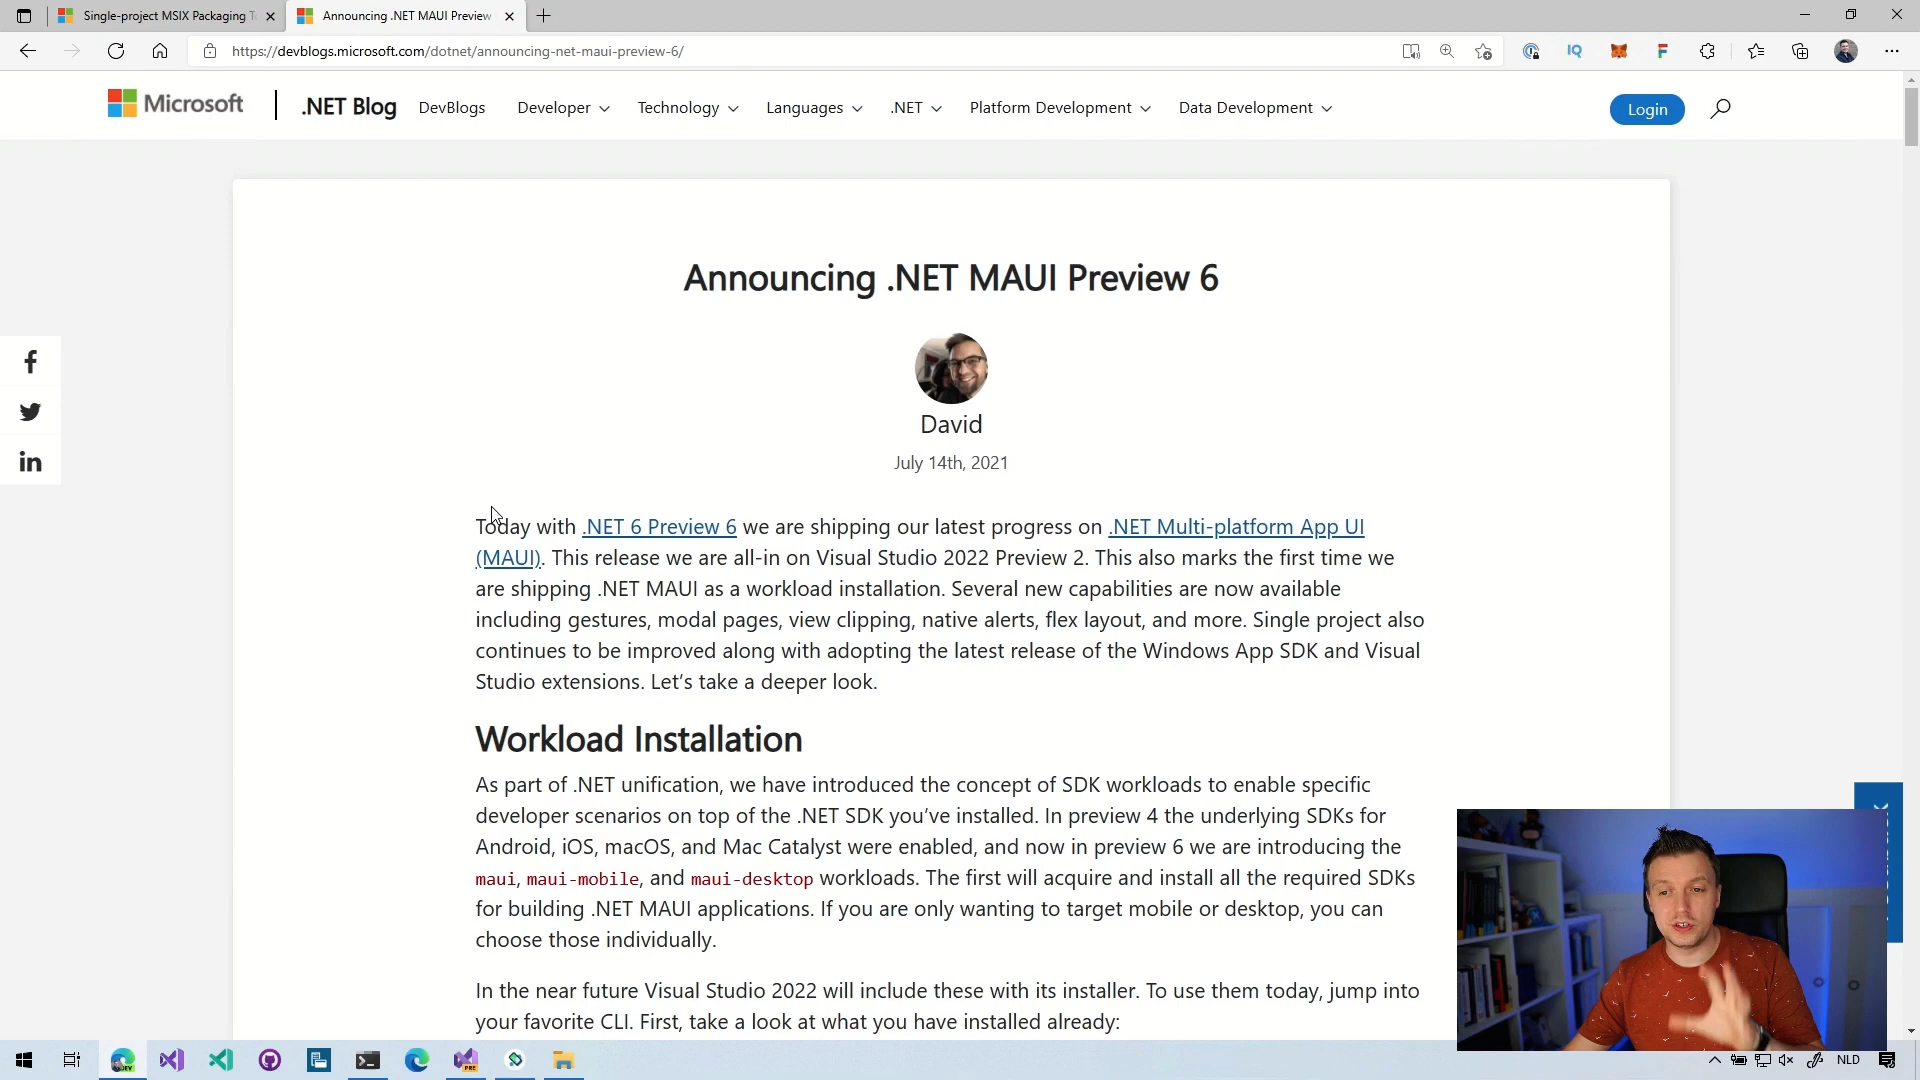 Single-project MSIX Packaging T
Announcing .NET MAUI Preview
https://devblogs.microsoft.com/dotnet/announcing-net-maui-preview-6/
Microsoft
.NET Blog
DevBlogs
Developer
Technology
Languages
.NET
Platform Development
Data Development
Login
Announcing .NET MAUI Preview 6
David
July 14th, 2021
Today with .NET 6 Preview 6 we are shipping our latest progress on .NET Multi-platform App UI
(MAUI). This release we are all-in on Visual Studio 2022 Preview 2. This also marks the first time we
are shipping .NET MAUI as a workload installation. Several new capabilities are now available
including gestures, modal pages, view clipping, native alerts, flex layout, and more. Single project also
continues to be improved along with adopting the latest release of the Windows App SDK and Visual
Studio extensions. Let’s take a deeper look.
Workload Installation
As part of .NET unification, we have introduced the concept of SDK workloads to enable specific
developer scenarios on top of the .NET SDK you’ve installed. In preview 4 the underlying SDKs for
Android, iOS, macOS, and Mac Catalyst were enabled, and now in preview 6 we are introducing the
maui, maui-mobile, and maui-desktop workloads. The first will acquire and install all the required SDKs
for building .NET MAUI applications. If you are only wanting to target mobile or desktop, you can
choose those individually.
In the near future Visual Studio 2022 will include these with its installer. To use them today, jump into
your favorite CLI. First, take a look at what you have installed already:
DEV
PRE
NLD